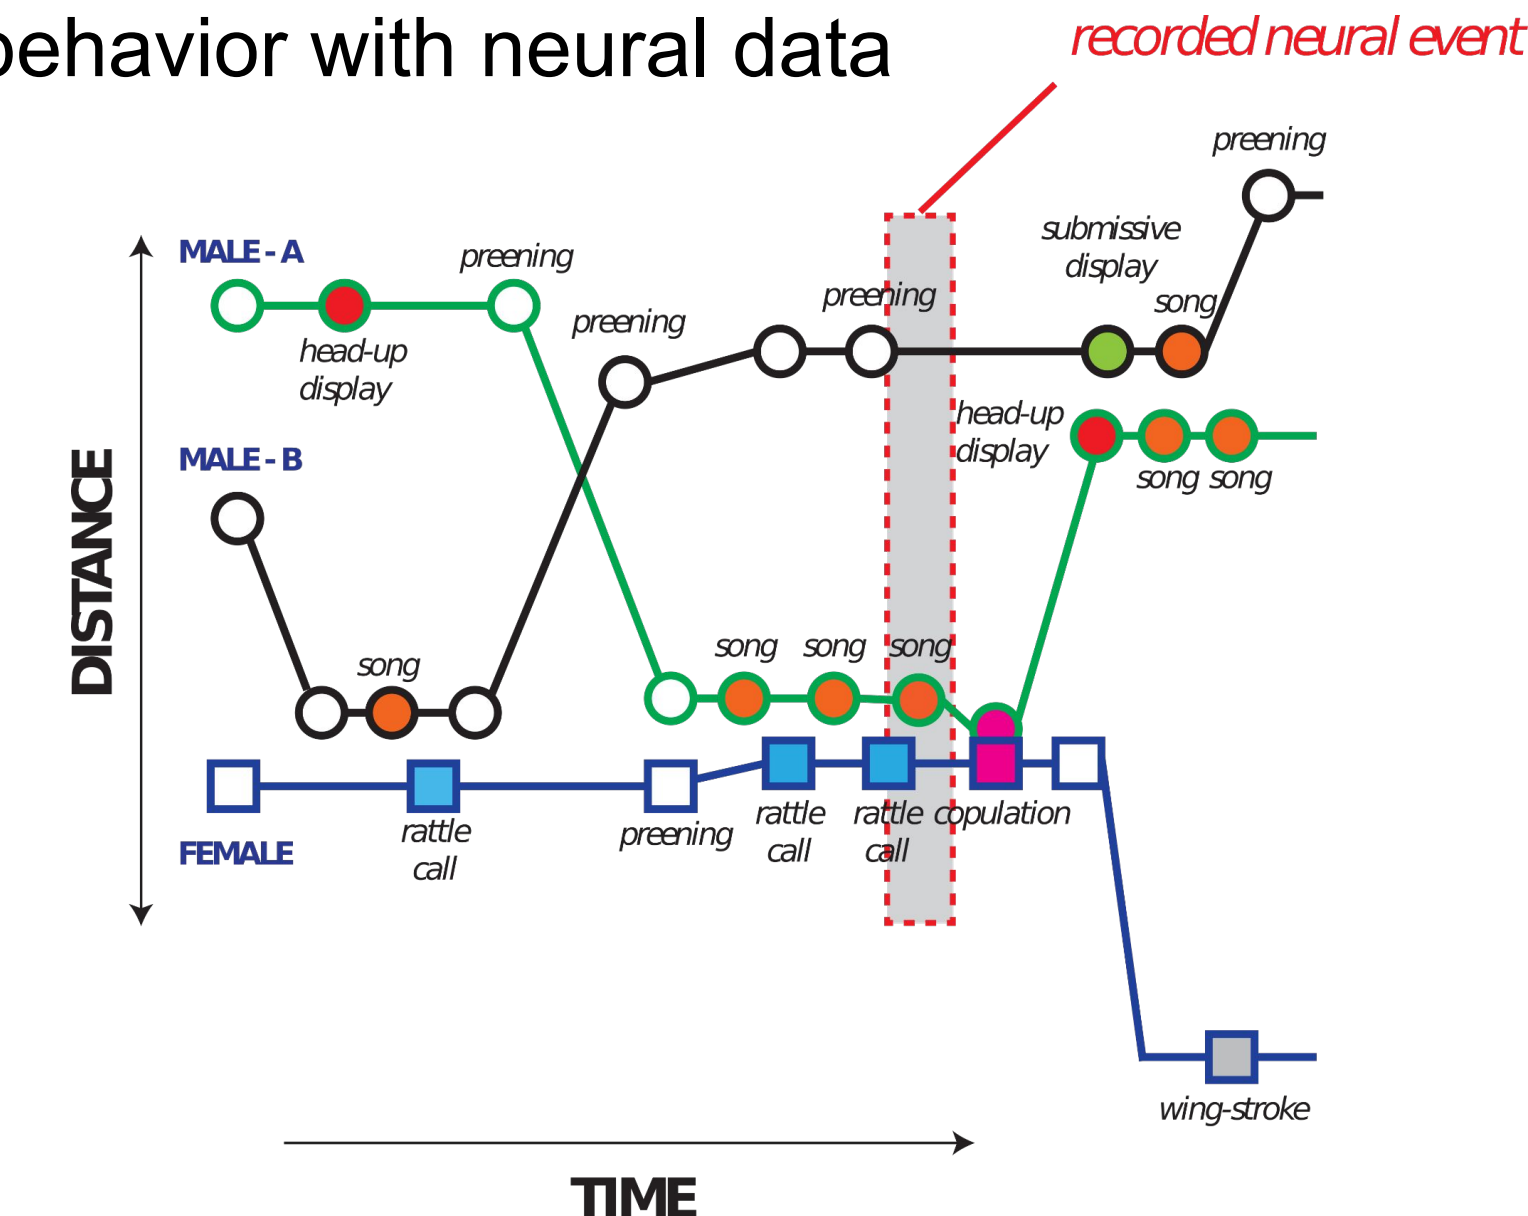 behavior with neural data
recorded neural event
preening
submissive
display
song
MALE - A
preening
preening
preening
head-up
display
head-up
display
song song
MALE - B
DISTANCE
song
song
song
song
rattle
call
preening
rattle
call
rattle
call
copulation
FEMALE
wing-stroke
TIME